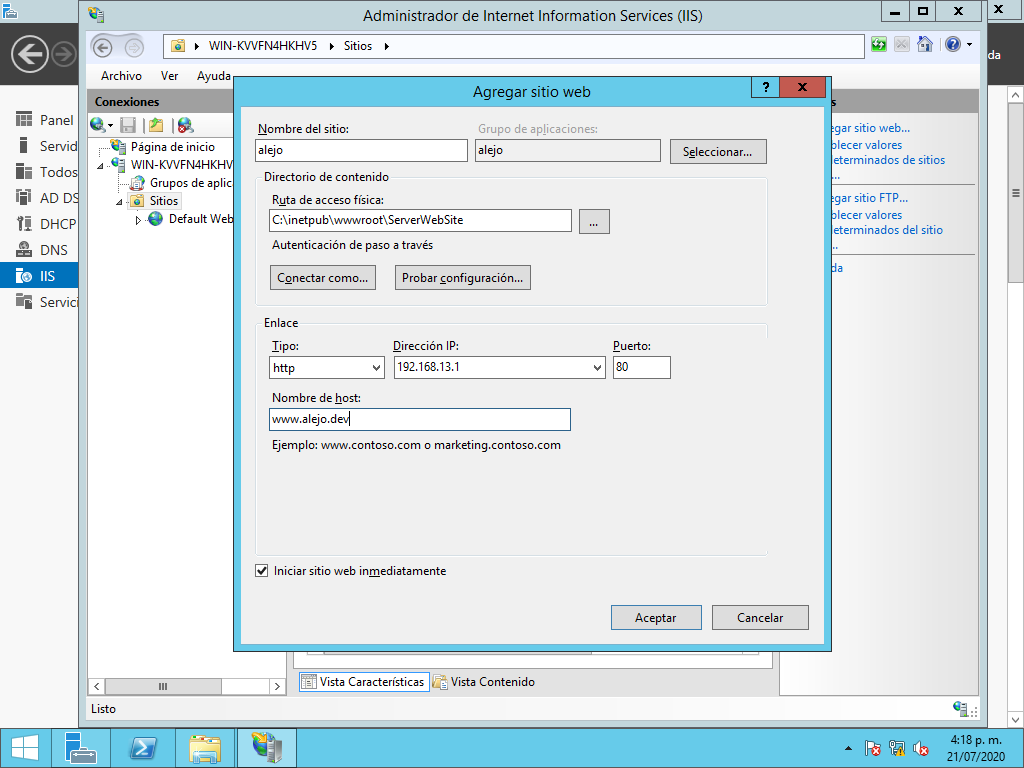 Administrador de Internet Information Services (IIS)
WIN-KVVFN4HKHV5 Sitios
da
Archivo Ver Ayuda
Conexiones
Página de inicio
WIN-KVVFN4HKHV
Grupos de aplic
Sitios
Default Web
Panel
Servid
Todos
AD DS
DHCP
DNS
IIS
Servici
Agregar sitio web
?
Nombre del sitio:
alejo
Grupo de aplicaciones:
alejo
Seleccionar...
Directorio de contenido
Ruta de acceso física:
C:\inetpub\wwwroot\ServerWebSite
...
Autenticación de paso a través
Conectar como...
Probar configuración...
Enlace
Tipo:
http
Dirección IP:
192.168.13.1
Puerto:
80
Nombre de host:
www.alejo.dev
Ejemplo: www.contoso.com o marketing.contoso.com
Iniciar sitio web inmediatamente
Aceptar
Cancelar
s
egar sitio web...
blecer valores
eterminados de sitios
...
egar sitio FTP...
blecer valores
eterminados del sitio
..
da
Vista Características
Vista Contenido
Listo
4:18 p. m.
21/07/2020